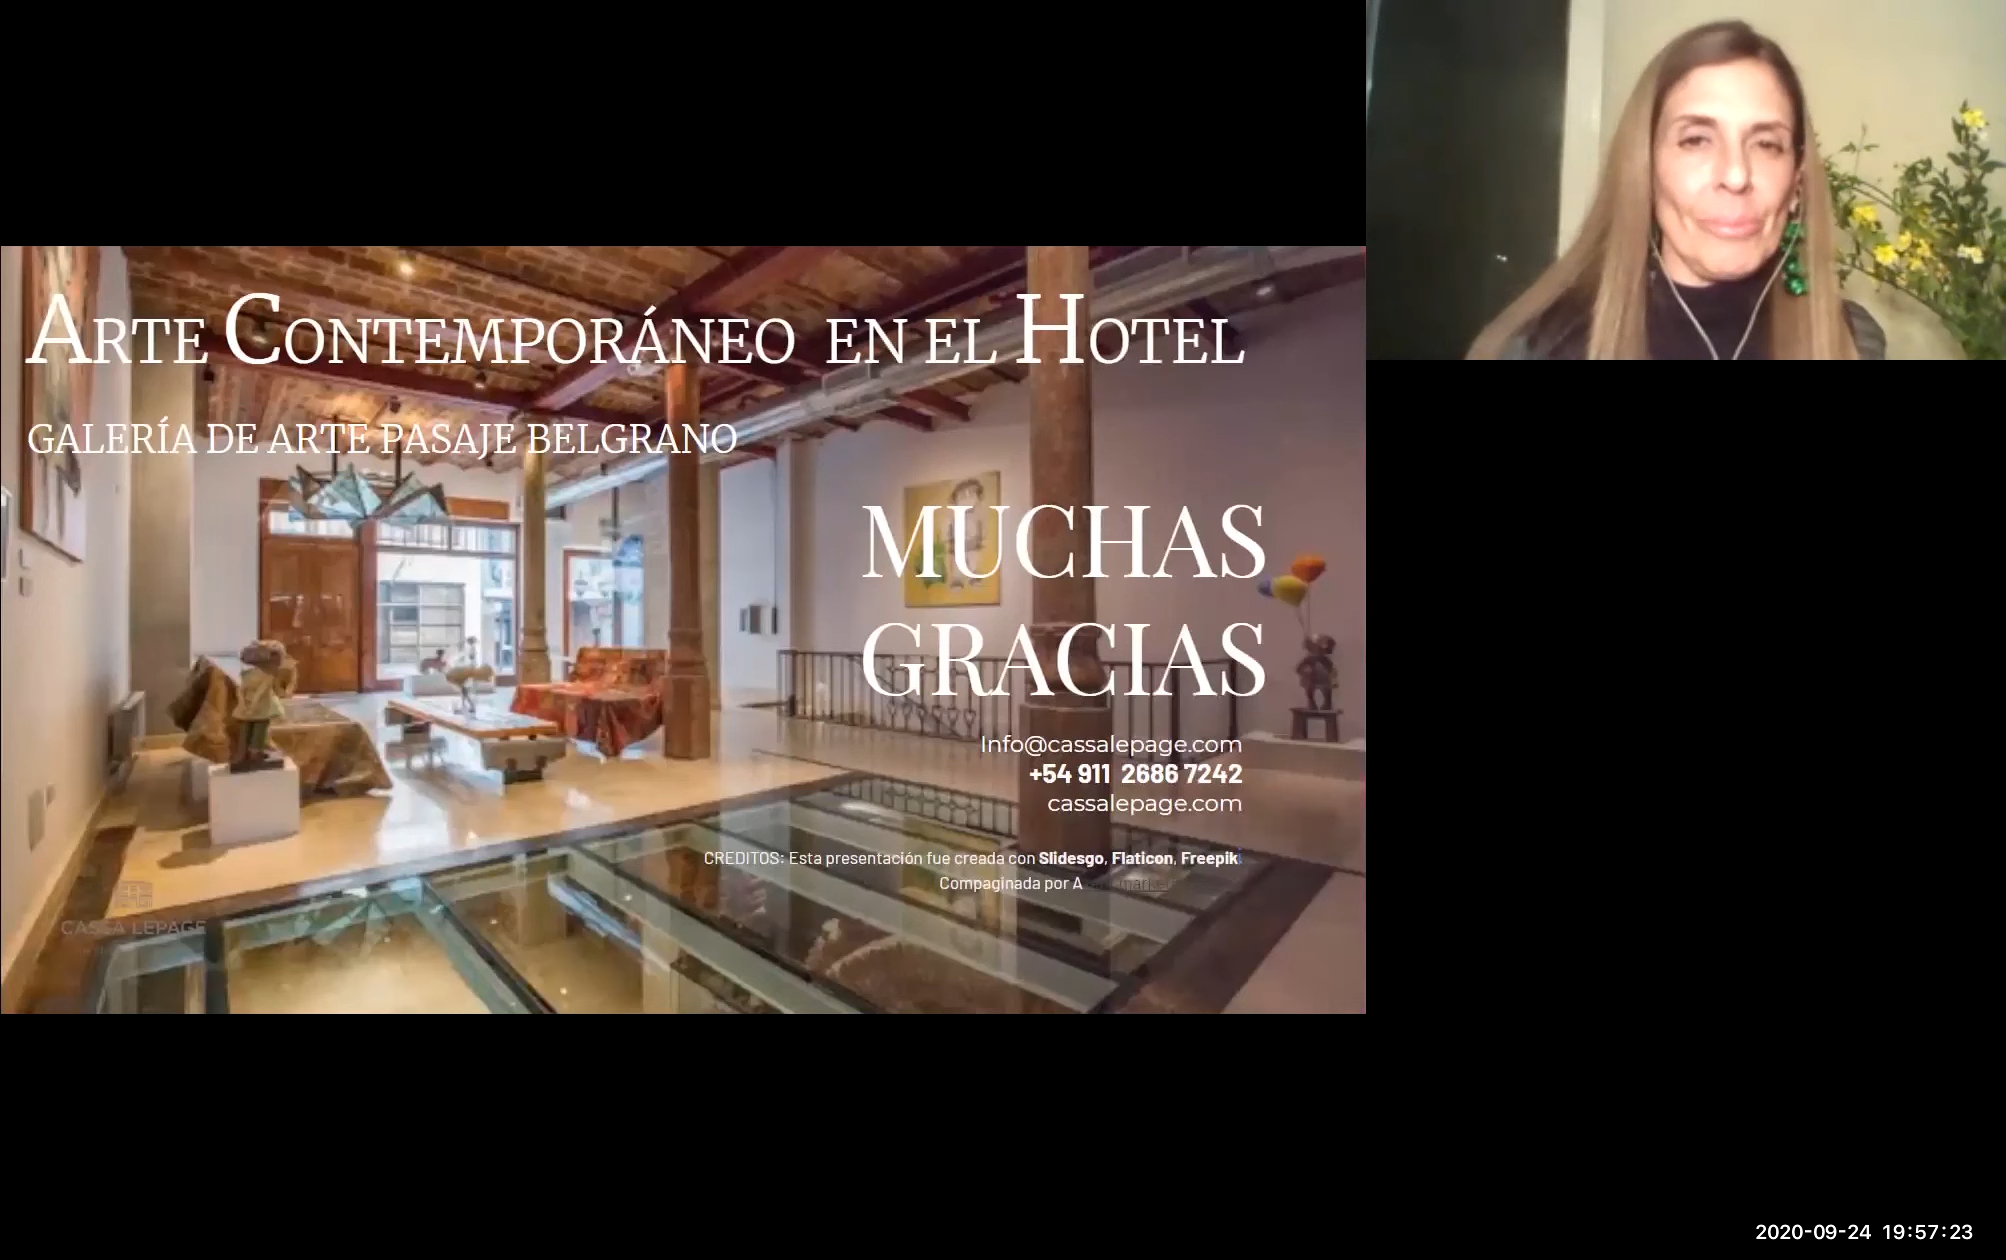 ARTE CONTEMPORÁNEO EN EL HOTEL
GALERÍA DE ARTE PASAJE BELGRANO
MUCHAS
GRACIAS
Info@cassalepage.com
+54 911 2686 7242
cassalepage.com
CREDITOS: Esta presentación fue creada con Slidesgo, Flaticon, Freepik
Compaginada por A
CASSA LEPAGE
2020-09-24 19:57:23